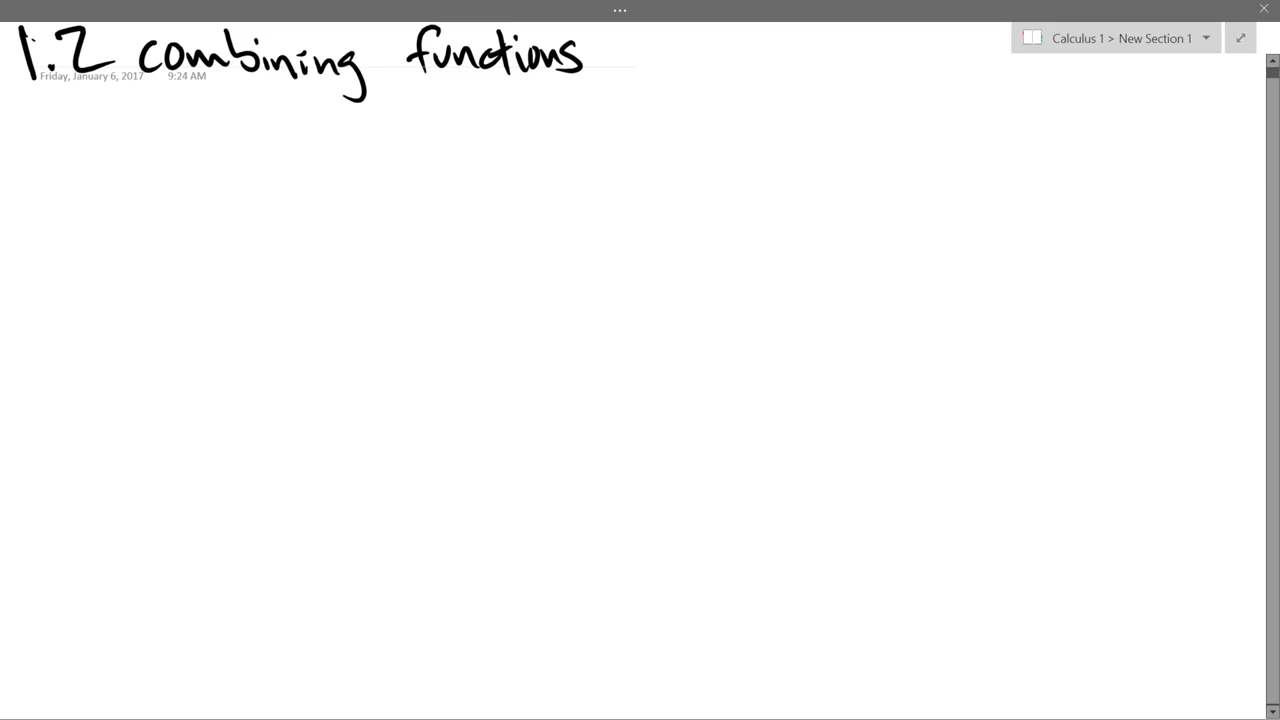 ...
1.2 combining functions
Calculus 1 > New Section 1
Friday, January 6, 2017 9:24 AM